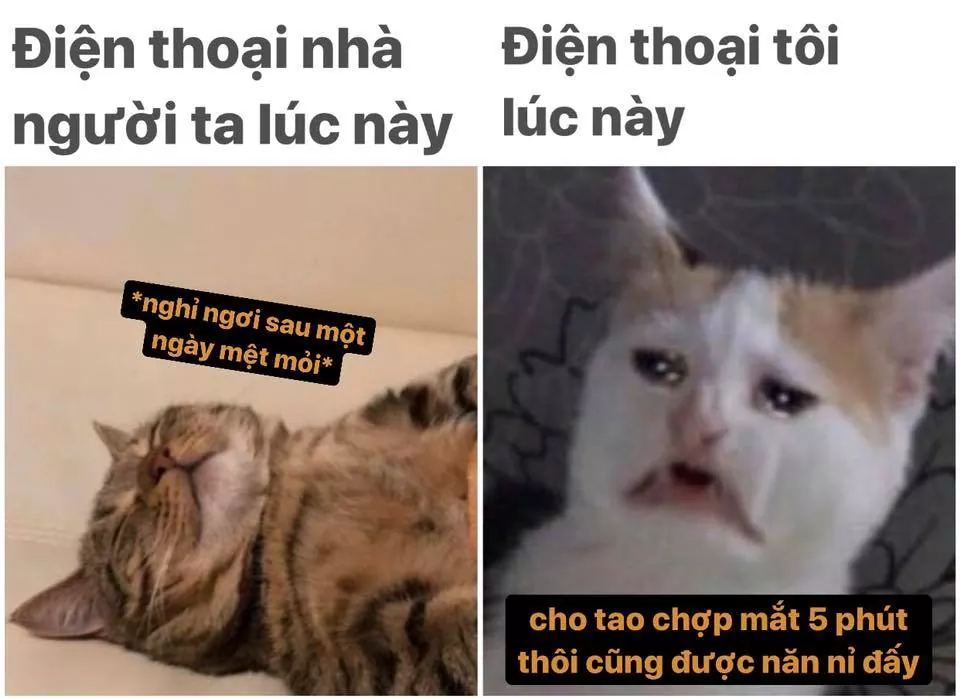 Điện thoại nhà
người ta lúc này
Điện thoại tôi
lúc này
*nghỉ ngơi sau một
ngày mệt mỏi*
cho tao chợp mắt 5 phút
thôi cũng được năn nỉ đấy